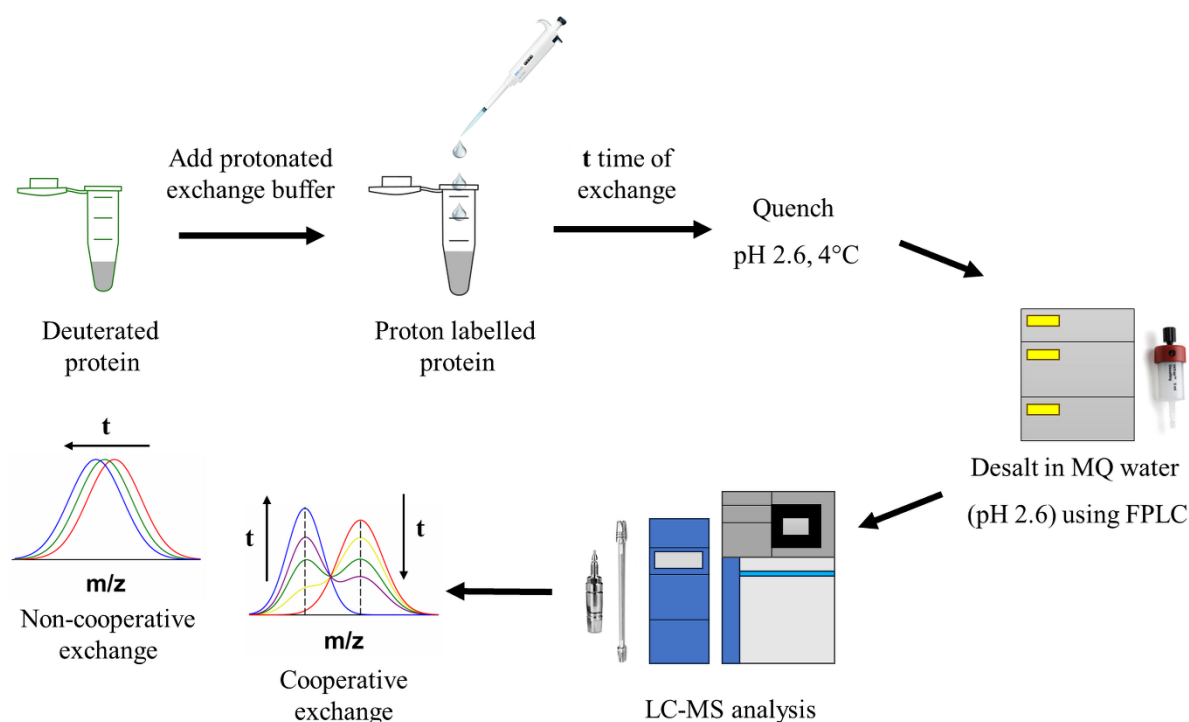 Add protonated
exchange buffer
t time of
exchange
Quench
pH 2.6, 4°C
Deuterated
protein
Proton labelled
protein
Desalt in MQ water
(pH 2.6) using FPLC
t
m/z
Non-cooperative
exchange
t
t
m/z
Cooperative
exchange
LC-MS analysis